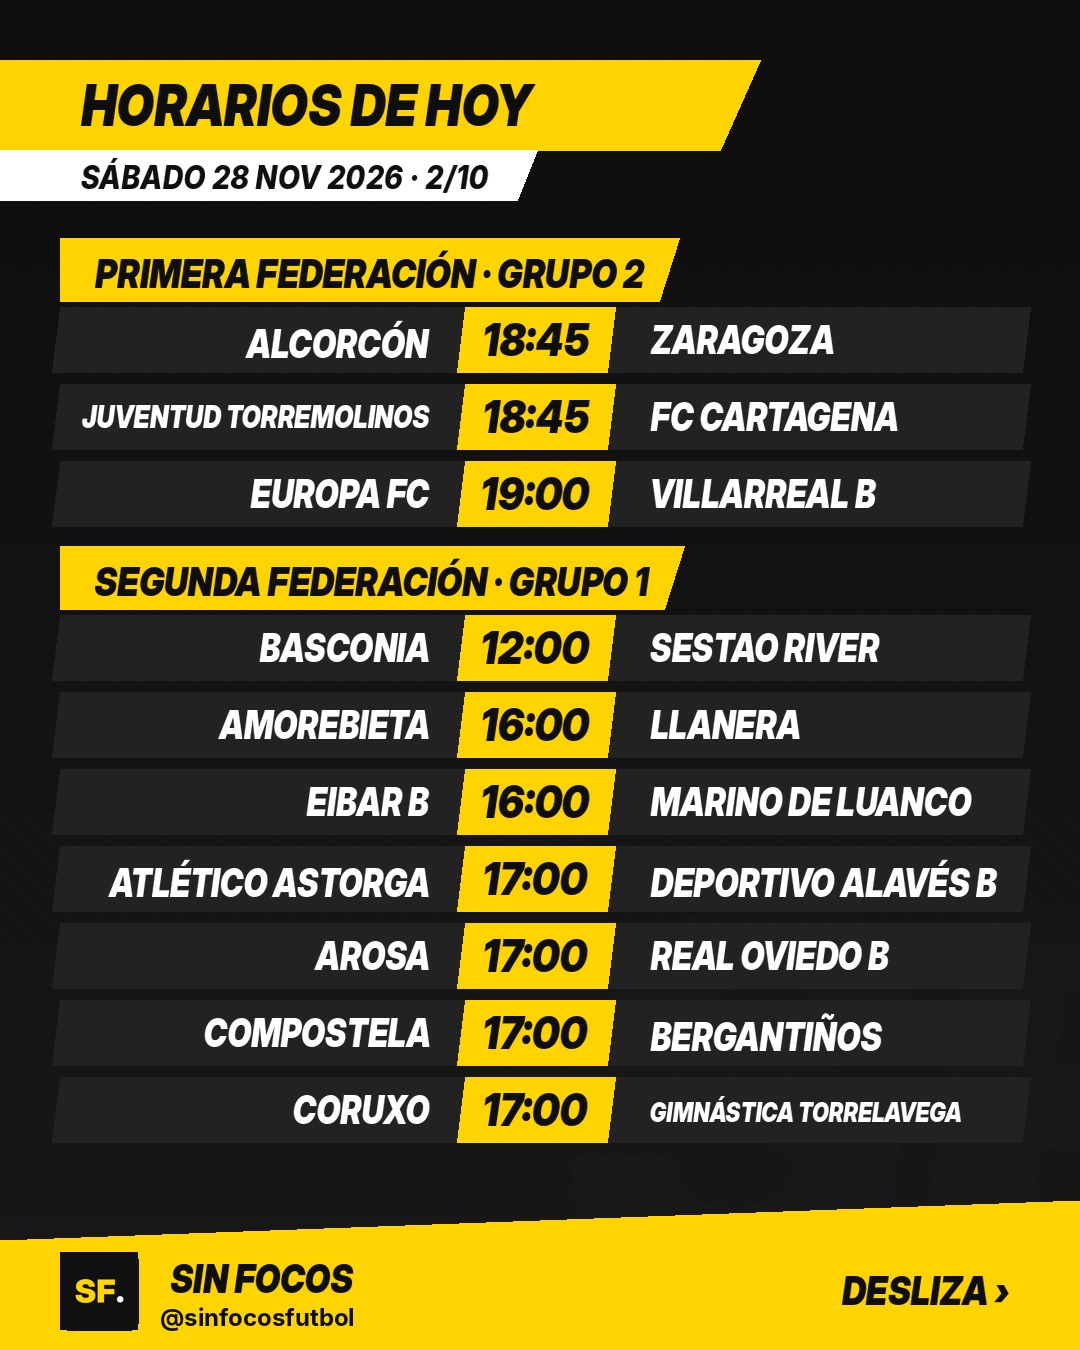 HORARIOS DE HOY
SÁBADO 28 NOV 2026 · 2/10
PRIMERA FEDERACIÓN · GRUPO 2
ALCORCÓN 18:45 ZARAGOZA
JUVENTUD TORREMOLINOS 18:45 FC CARTAGENA
EUROPA FC 19:00 VILLARREAL B
SEGUNDA FEDERACIÓN · GRUPO 1
BASCONIA 12:00 SESTAO RIVER
AMOREBIETA 16:00 LLANERA
EIBAR B 16:00 MARINO DE LUANCO
ATLÉTICO ASTORGA 17:00 DEPORTIVO ALAVÉS B
AROSA 17:00 REAL OVIEDO B
COMPOSTELA 17:00 BERGANTIÑOS
CORUXO 17:00 GIMNÁSTICA TORRELAVEGA
SF.
SIN FOCOS
@sinfocosfutbol
DESLIZA ›